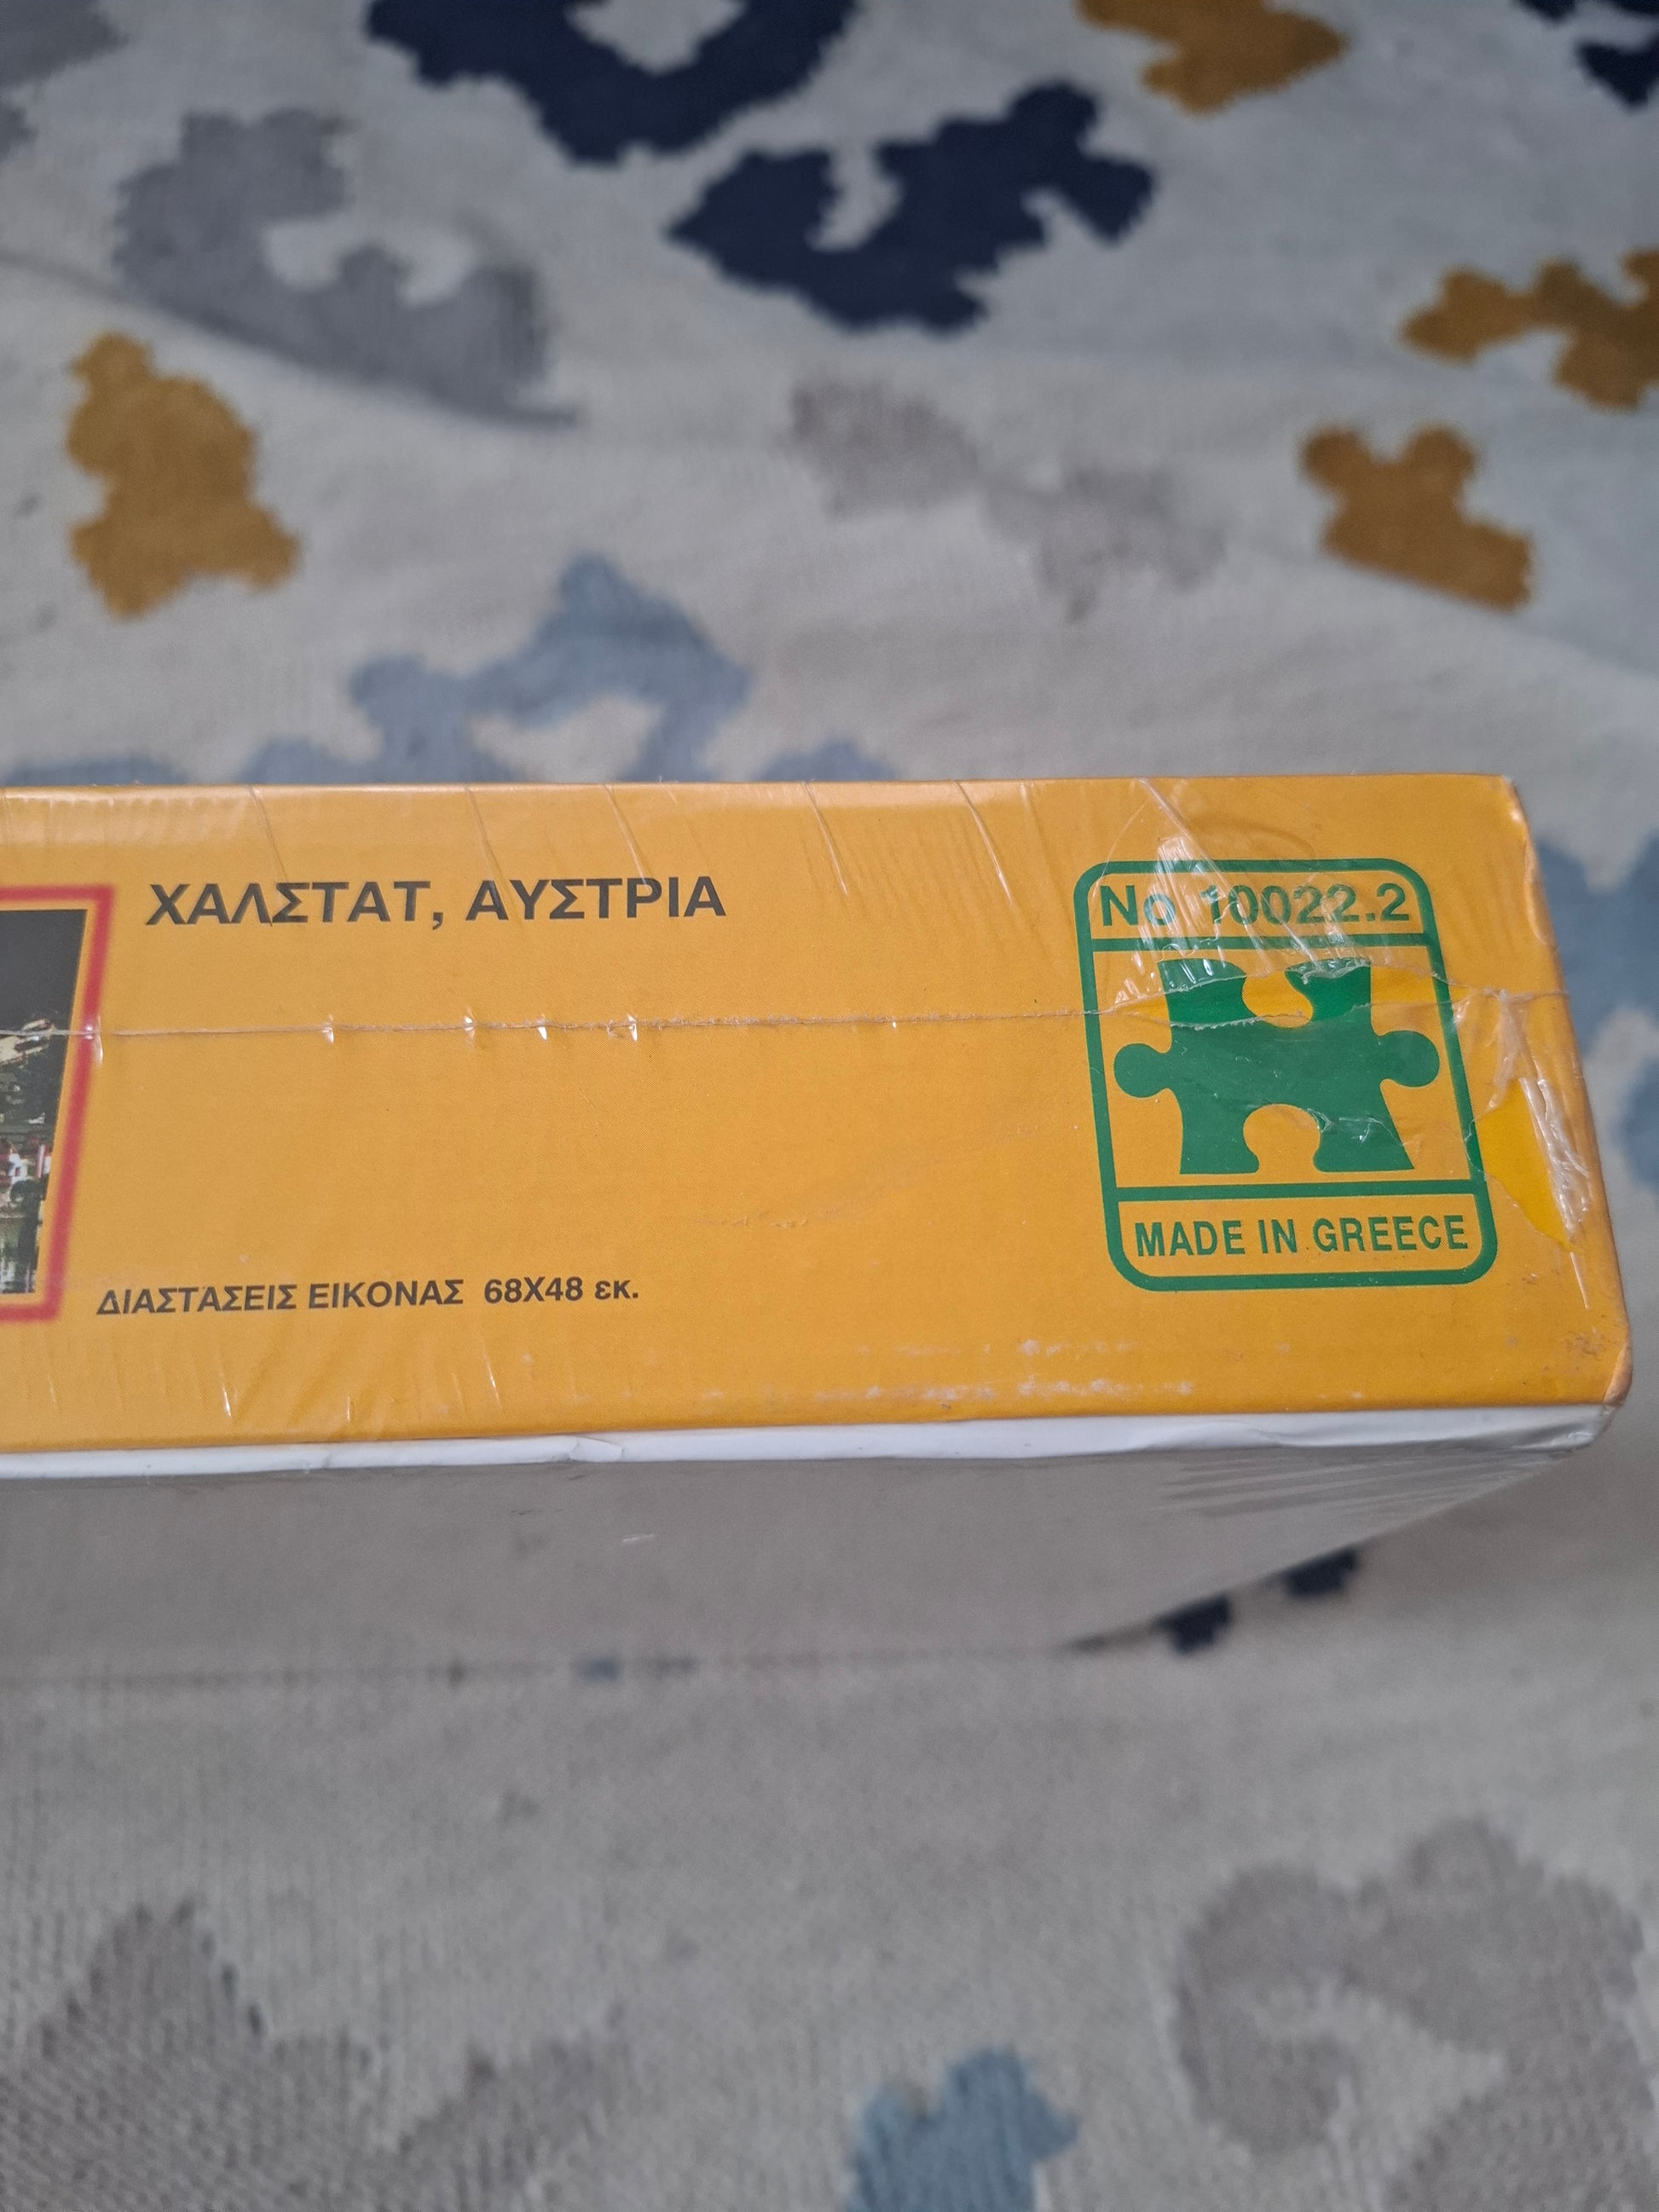 ΧΑΛΣΤΑΤ, ΑΥΣΤΡΙΑ
ΔΙΑΣΤΑΣΕΙΣ ΕΙΚΟΝΑΣ 68Χ48 εκ.
No 10022.2
MADE IN GREECE